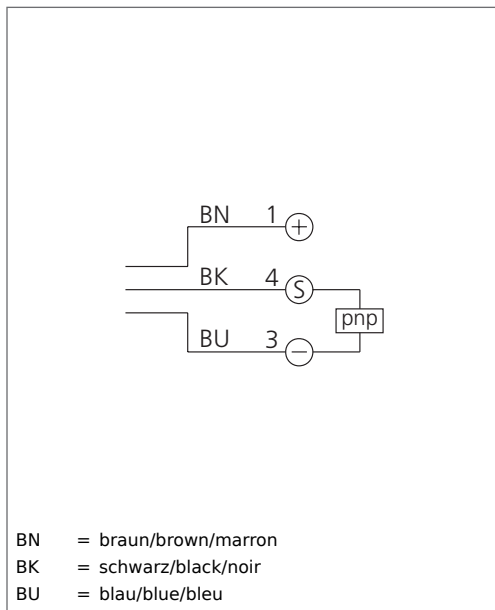 BN 1 +
BK 4 S
pnp
BU 3 −
BN = braun/brown/marron
BK = schwarz/black/noir
BU = blau/blue/bleu